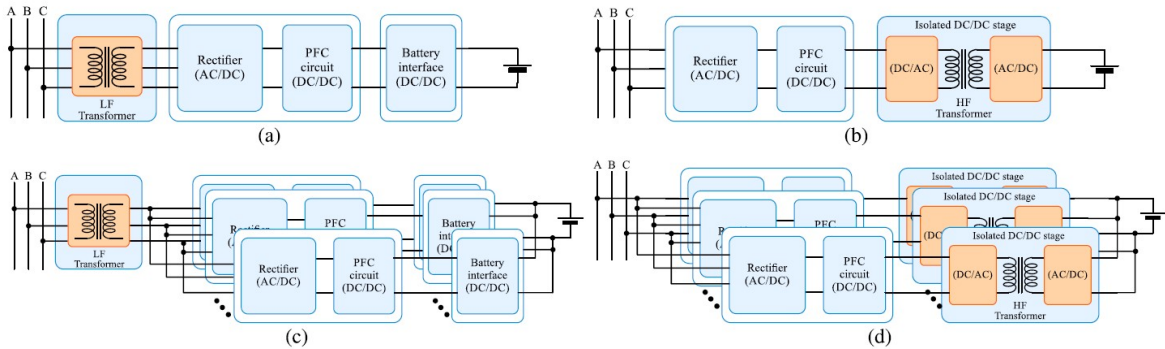 A B C
Rectifier
(AC/DC)
PFC
circuit
(DC/DC)
Battery
interface
(DC/DC)
LF
Transformer
(a)
A B C
Rectifier
(AC/DC)
PFC
circuit
(DC/DC)
Isolated DC/DC stage
(DC/AC)
(AC/DC)
HF
Transformer
(b)
A B C
LF
Transformer
PFC
Battery
Rectifier
(AC/DC)
PFC
circuit
(DC/DC)
Battery
interface
(DC/DC)
(c)
A B C
Isolated DC/DC stage
Isolated DC/DC stage
PFC
Rectifier
(AC/DC)
PFC
circuit
(DC/DC)
Isolated DC/DC stage
(DC/AC)
(AC/DC)
HF
Transformer
(d)